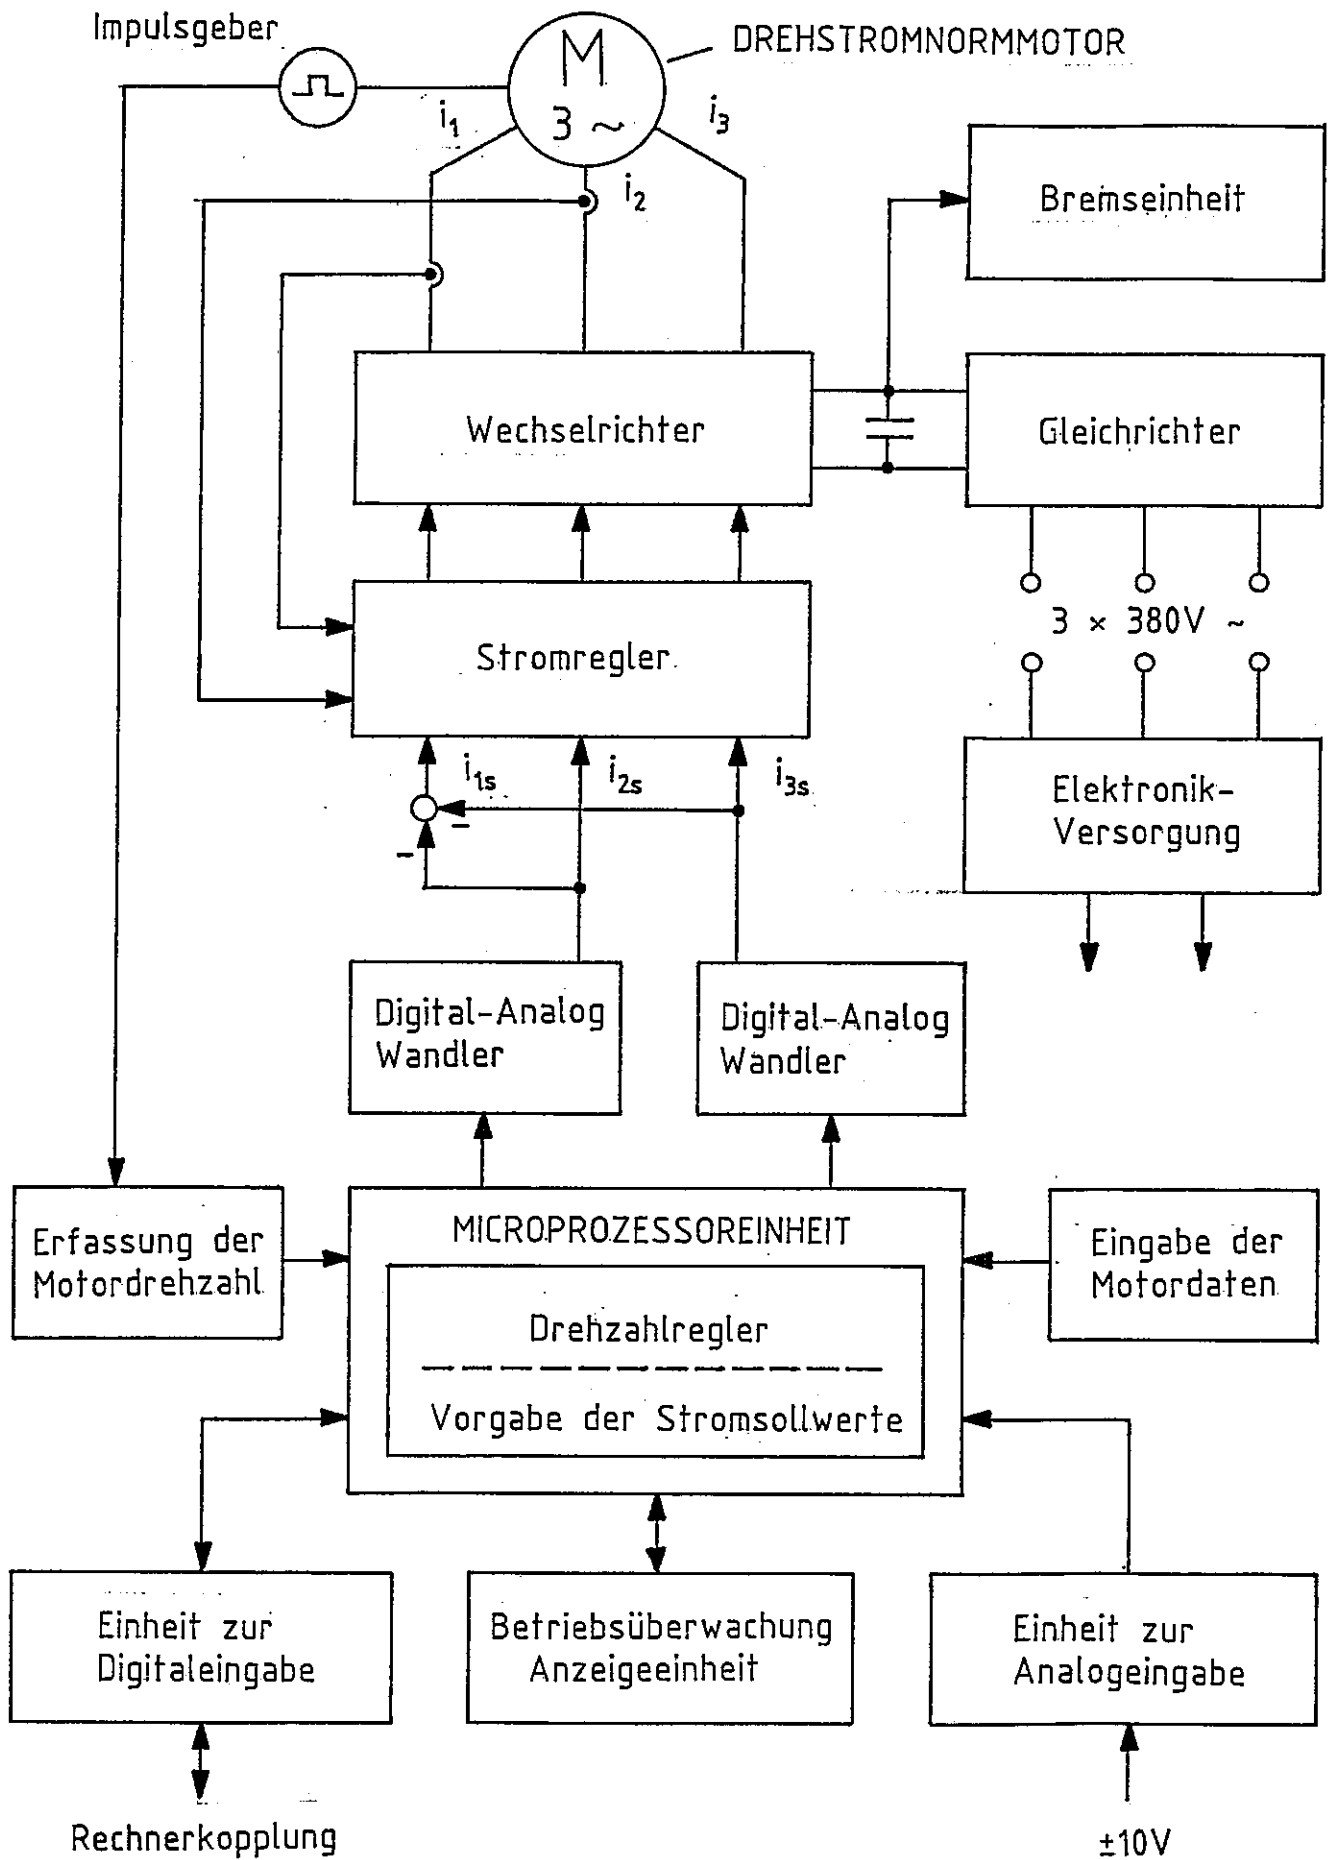 Impulsgeber
DREHSTROMNORMMOTOR
M
3 ~
i1
i2
i3
Bremseinheit
Wechselrichter
Gleichrichter
3 × 380V ~
Stromregler
i1s
i2s
i3s
-
-
Elektronik-
Versorgung
Digital-Analog
Wandler
Digital-Analog
Wandler
Erfassung der
Motordrehzahl
MICROPROZESSOREINHEIT
Drehzahlregler
Vorgabe der Stromsollwerte
Eingabe der
Motordaten
Einheit zur
Digitaleingabe
Betriebsüberwachung
Anzeigeeinheit
Einheit zur
Analogeingabe
Rechnerkopplung
±10V